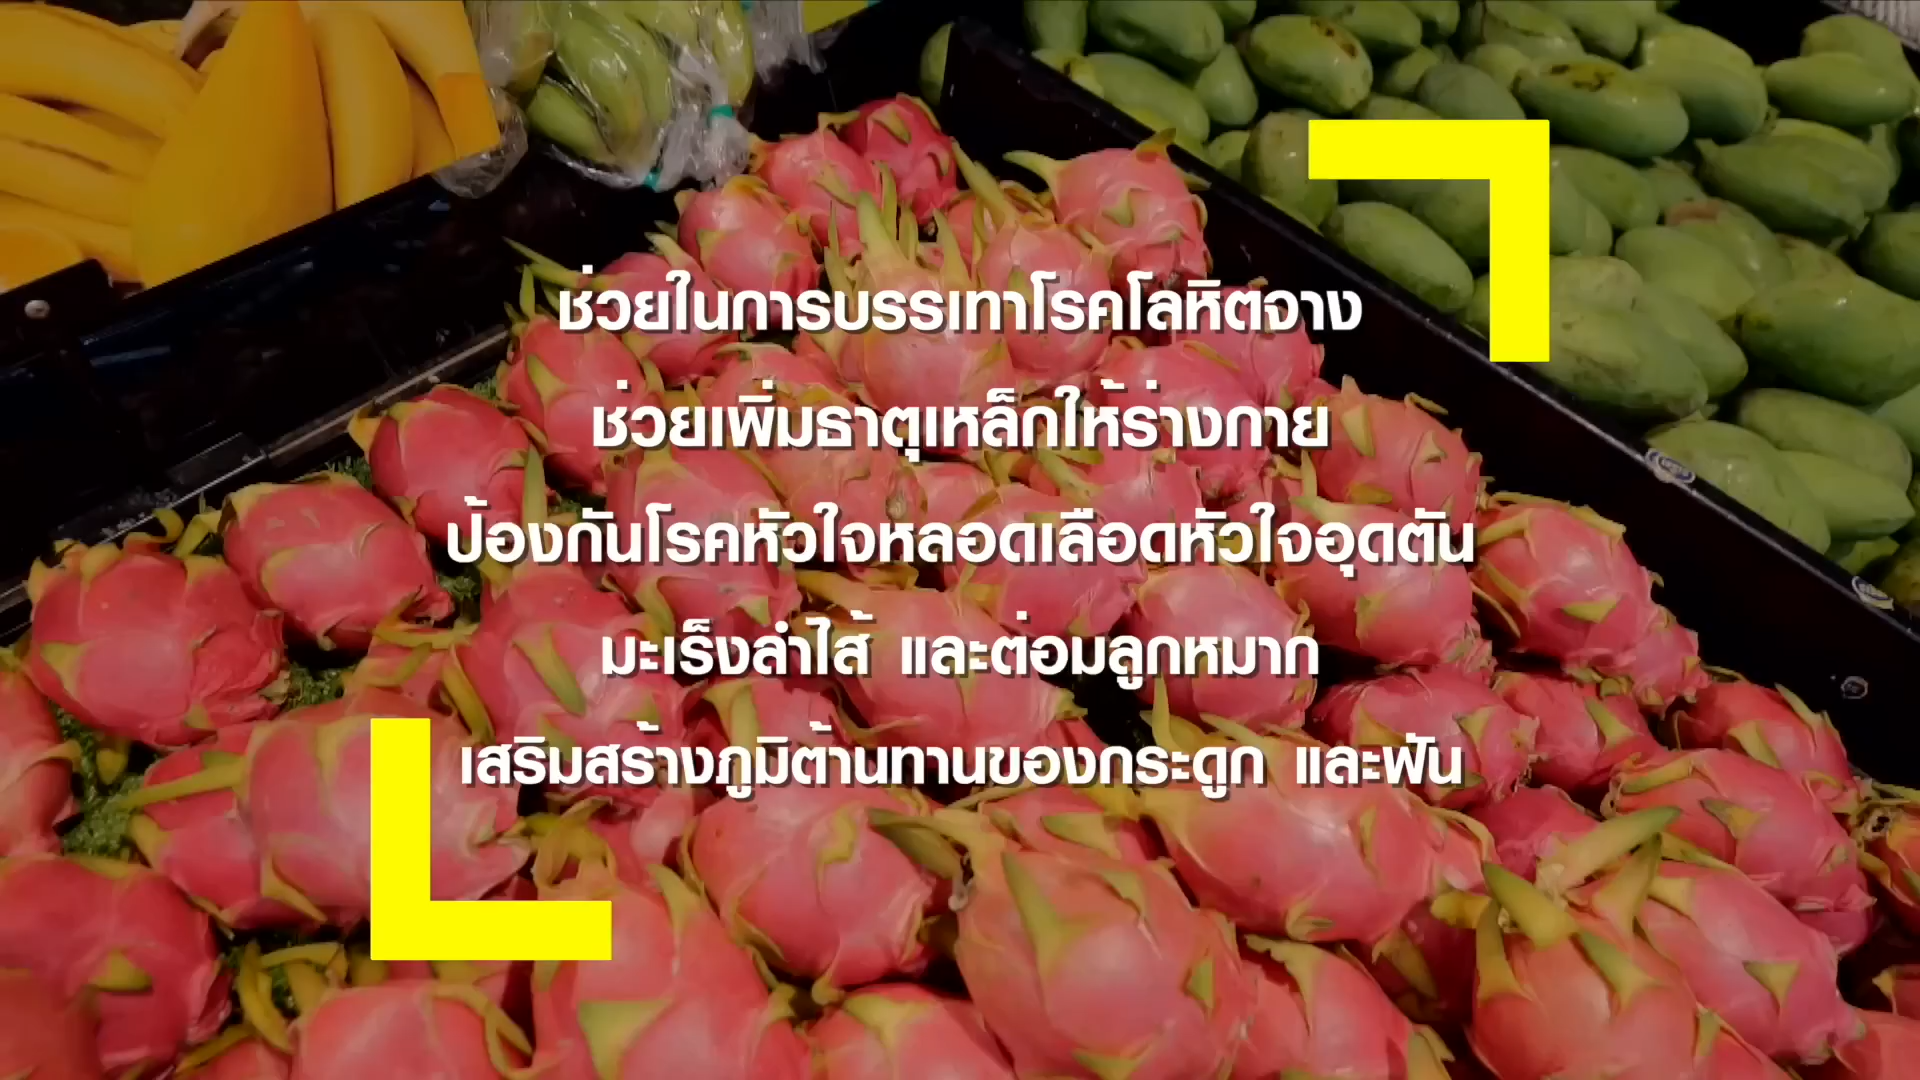 ช่วยในการบรรเทาโรคโลหิตจาง
ช่วยเพิ่มธาตุเหล็กให้ร่างกาย
ป้องกันโรคหัวใจหลอดเลือดหัวใจอุดตัน
มะเร็งลำไส้ และต่อมลูกหมาก
เสริมสร้างภูมิต้านทานของกระดูก และฟัน